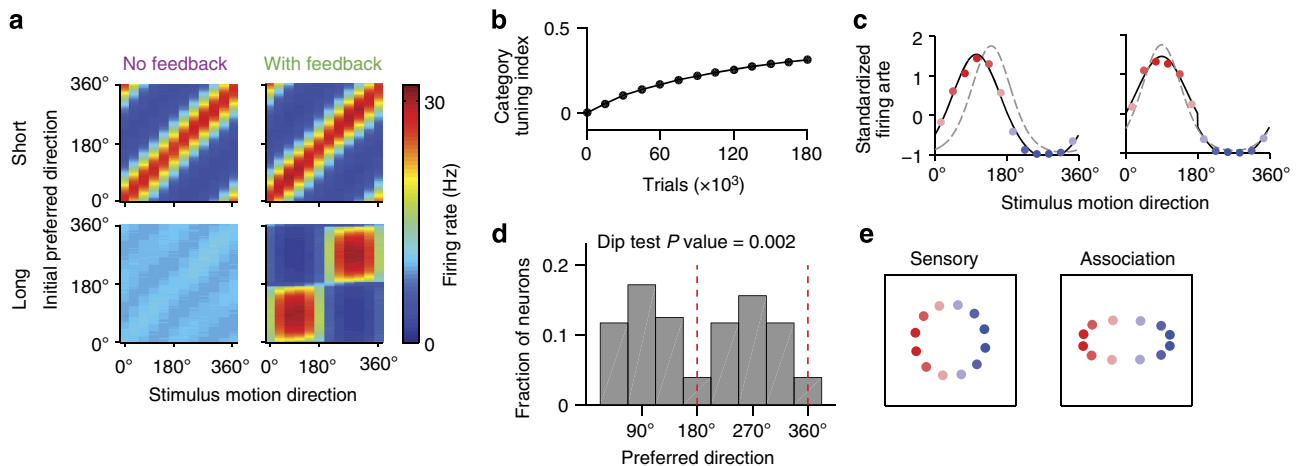 a
No feedback
With feedback
Short
Long
Initial preferred direction
360°
180°
0°
360°
180°
0°
0° 180° 360°
0° 180° 360°
Stimulus motion direction
30
0
Firing rate (Hz)
b
Category
tuning index
0.5
0
0 60 120 180
Trials (×10³)
c
Standardized
firing arte
2
1
0
−1
0° 180° 360°
0° 180° 360°
Stimulus motion direction
d
Dip test P value = 0.002
Fraction of neurons
0.2
0.1
0
90° 180° 270° 360°
Preferred direction
e
Sensory
Association